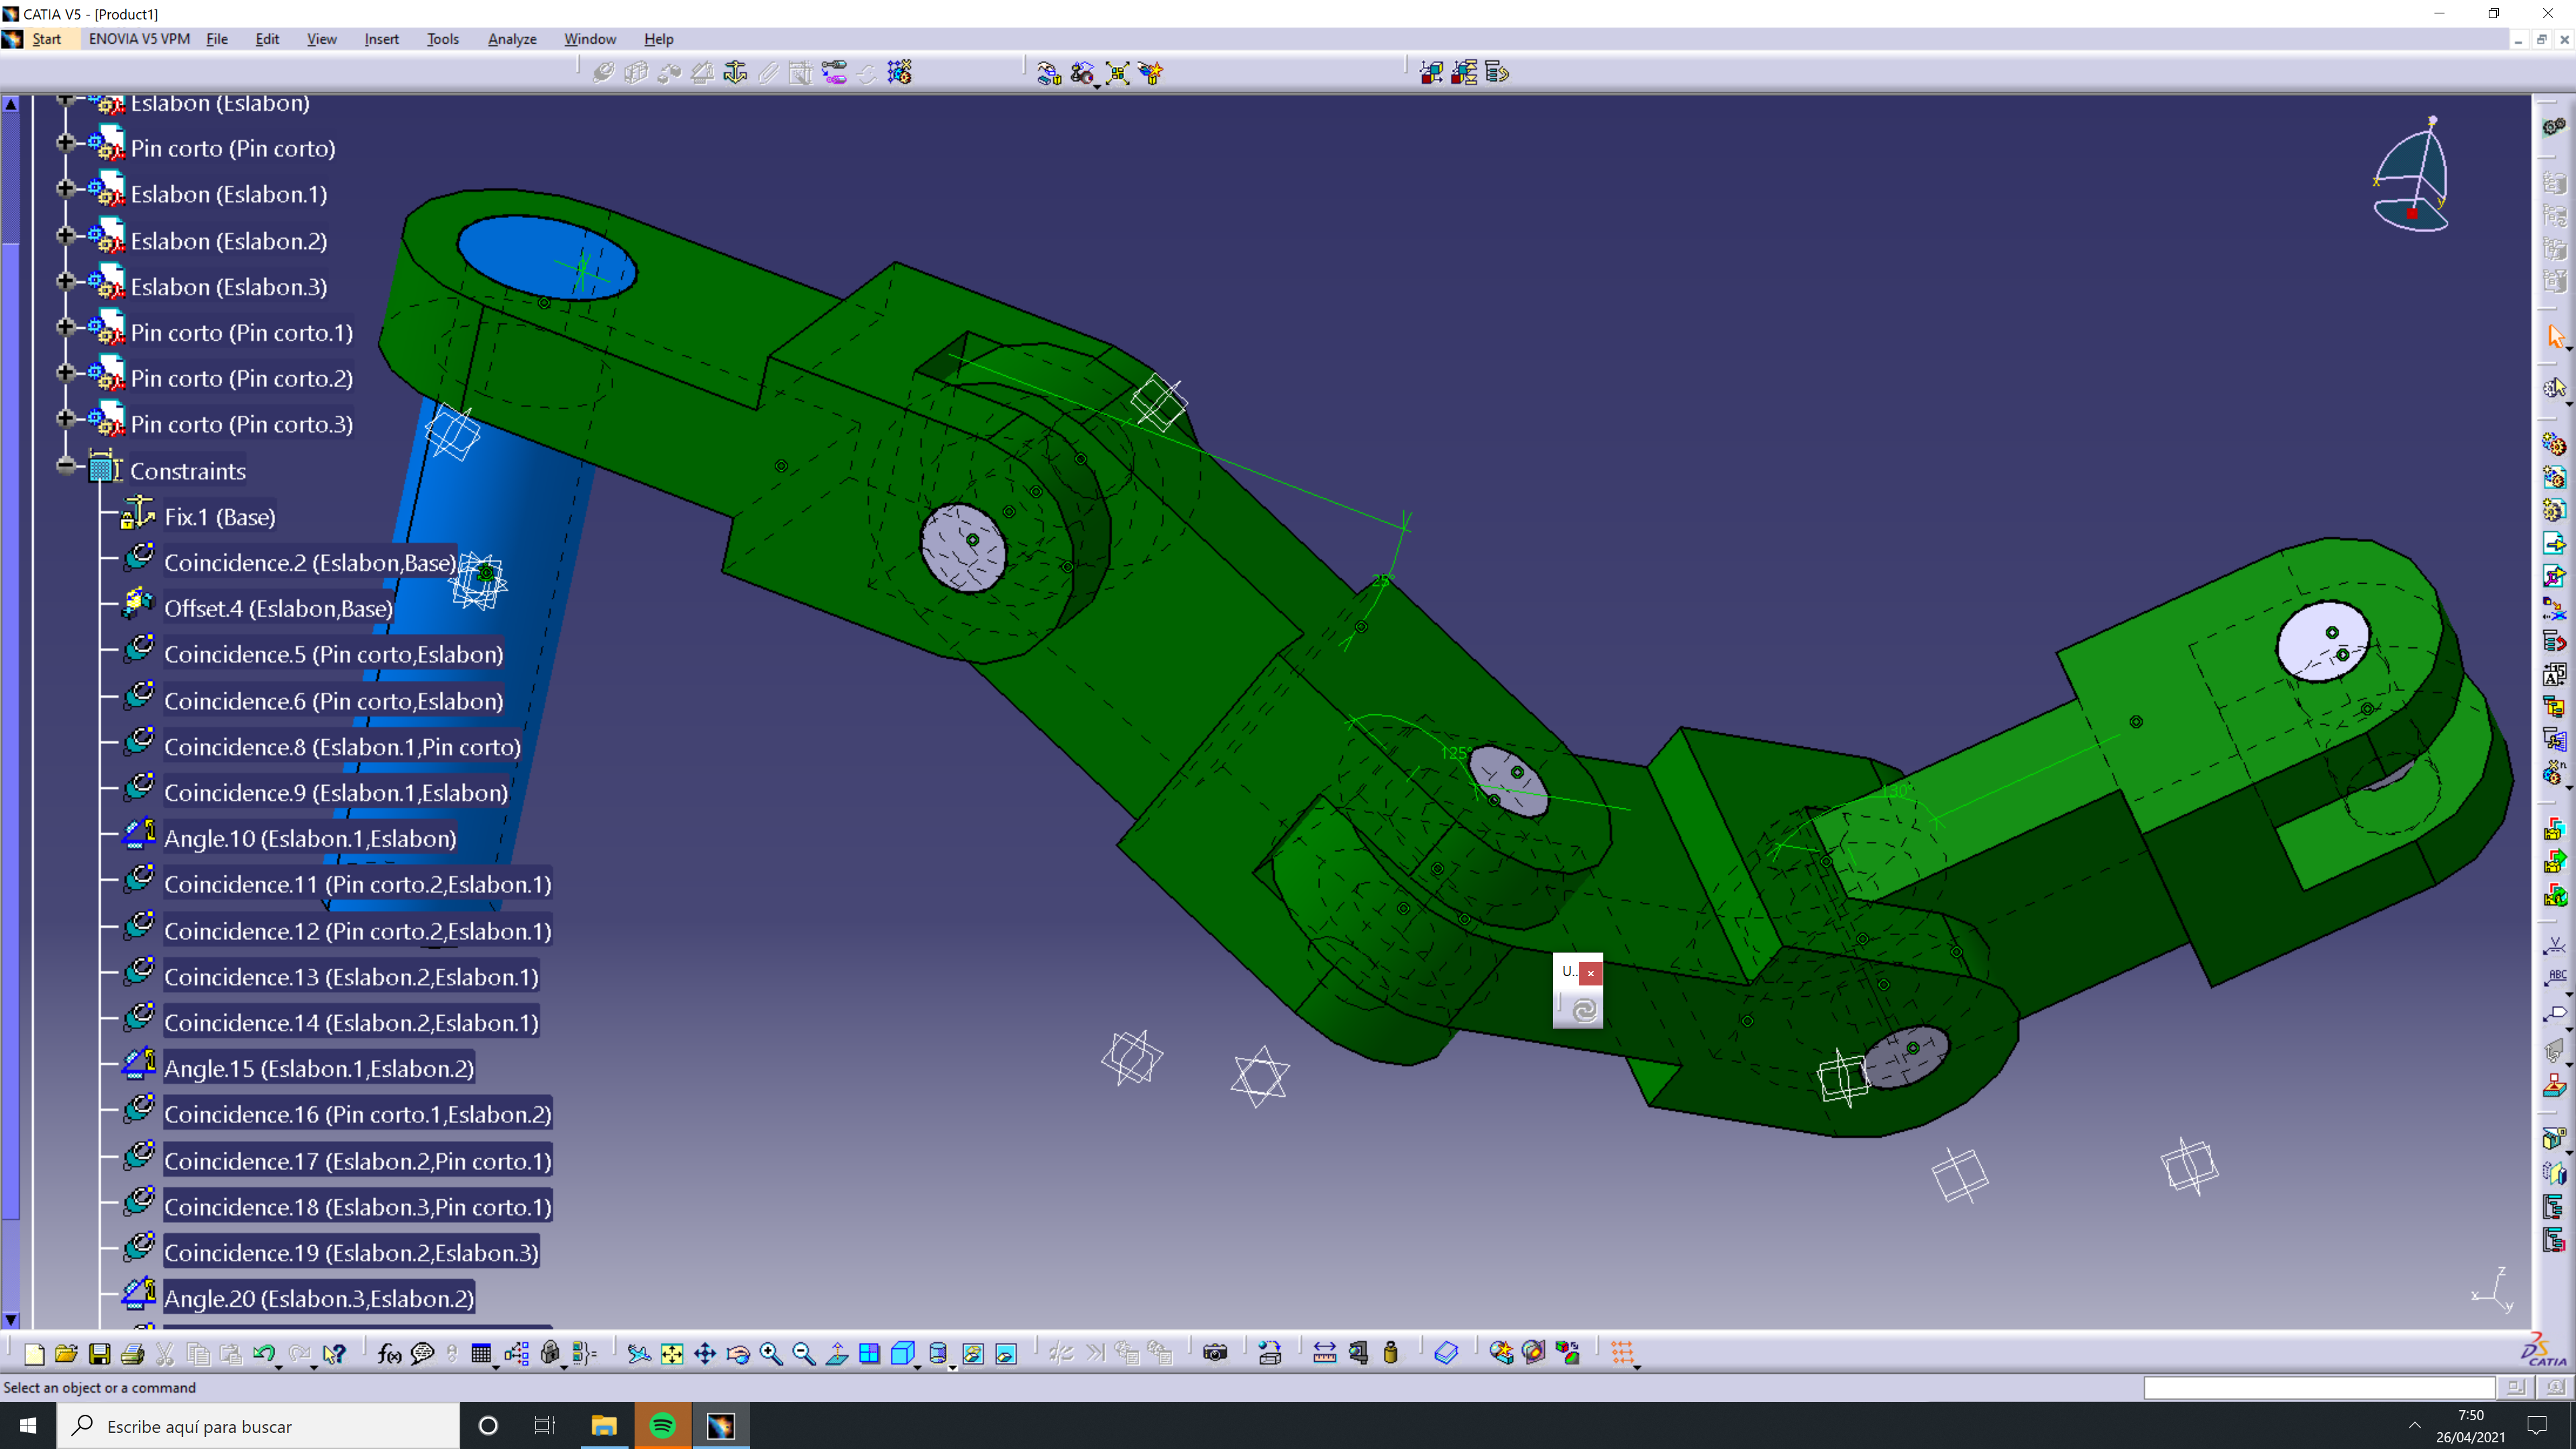 CATIA V5 - [Product1]
Start ENOVIA V5 VPM File Edit View Insert Tools Analyze Window Help
Eslabon (Eslabon)
Pin corto (Pin corto)
Eslabon (Eslabon.1)
Eslabon (Eslabon.2)
Eslabon (Eslabon.3)
Pin corto (Pin corto.1)
Pin corto (Pin corto.2)
Pin corto (Pin corto.3)
Constraints
Fix.1 (Base)
Coincidence.2 (Eslabon,Base)
Offset.4 (Eslabon,Base)
Coincidence.5 (Pin corto,Eslabon)
Coincidence.6 (Pin corto,Eslabon)
Coincidence.8 (Eslabon.1,Pin corto)
Coincidence.9 (Eslabon.1,Eslabon)
Angle.10 (Eslabon.1,Eslabon)
Coincidence.11 (Pin corto.2,Eslabon.1)
Coincidence.12 (Pin corto.2,Eslabon.1)
Coincidence.13 (Eslabon.2,Eslabon.1)
Coincidence.14 (Eslabon.2,Eslabon.1)
Angle.15 (Eslabon.1,Eslabon.2)
Coincidence.16 (Pin corto.1,Eslabon.2)
Coincidence.17 (Eslabon.2,Pin corto.1)
Coincidence.18 (Eslabon.3,Pin corto.1)
Coincidence.19 (Eslabon.2,Eslabon.3)
Angle.20 (Eslabon.3,Eslabon.2)
25°
125°
130°
x
y
U..
z
x
y
ABC
f(x)
CATIA
Select an object or a command
Escribe aquí para buscar
7:50
26/04/2021